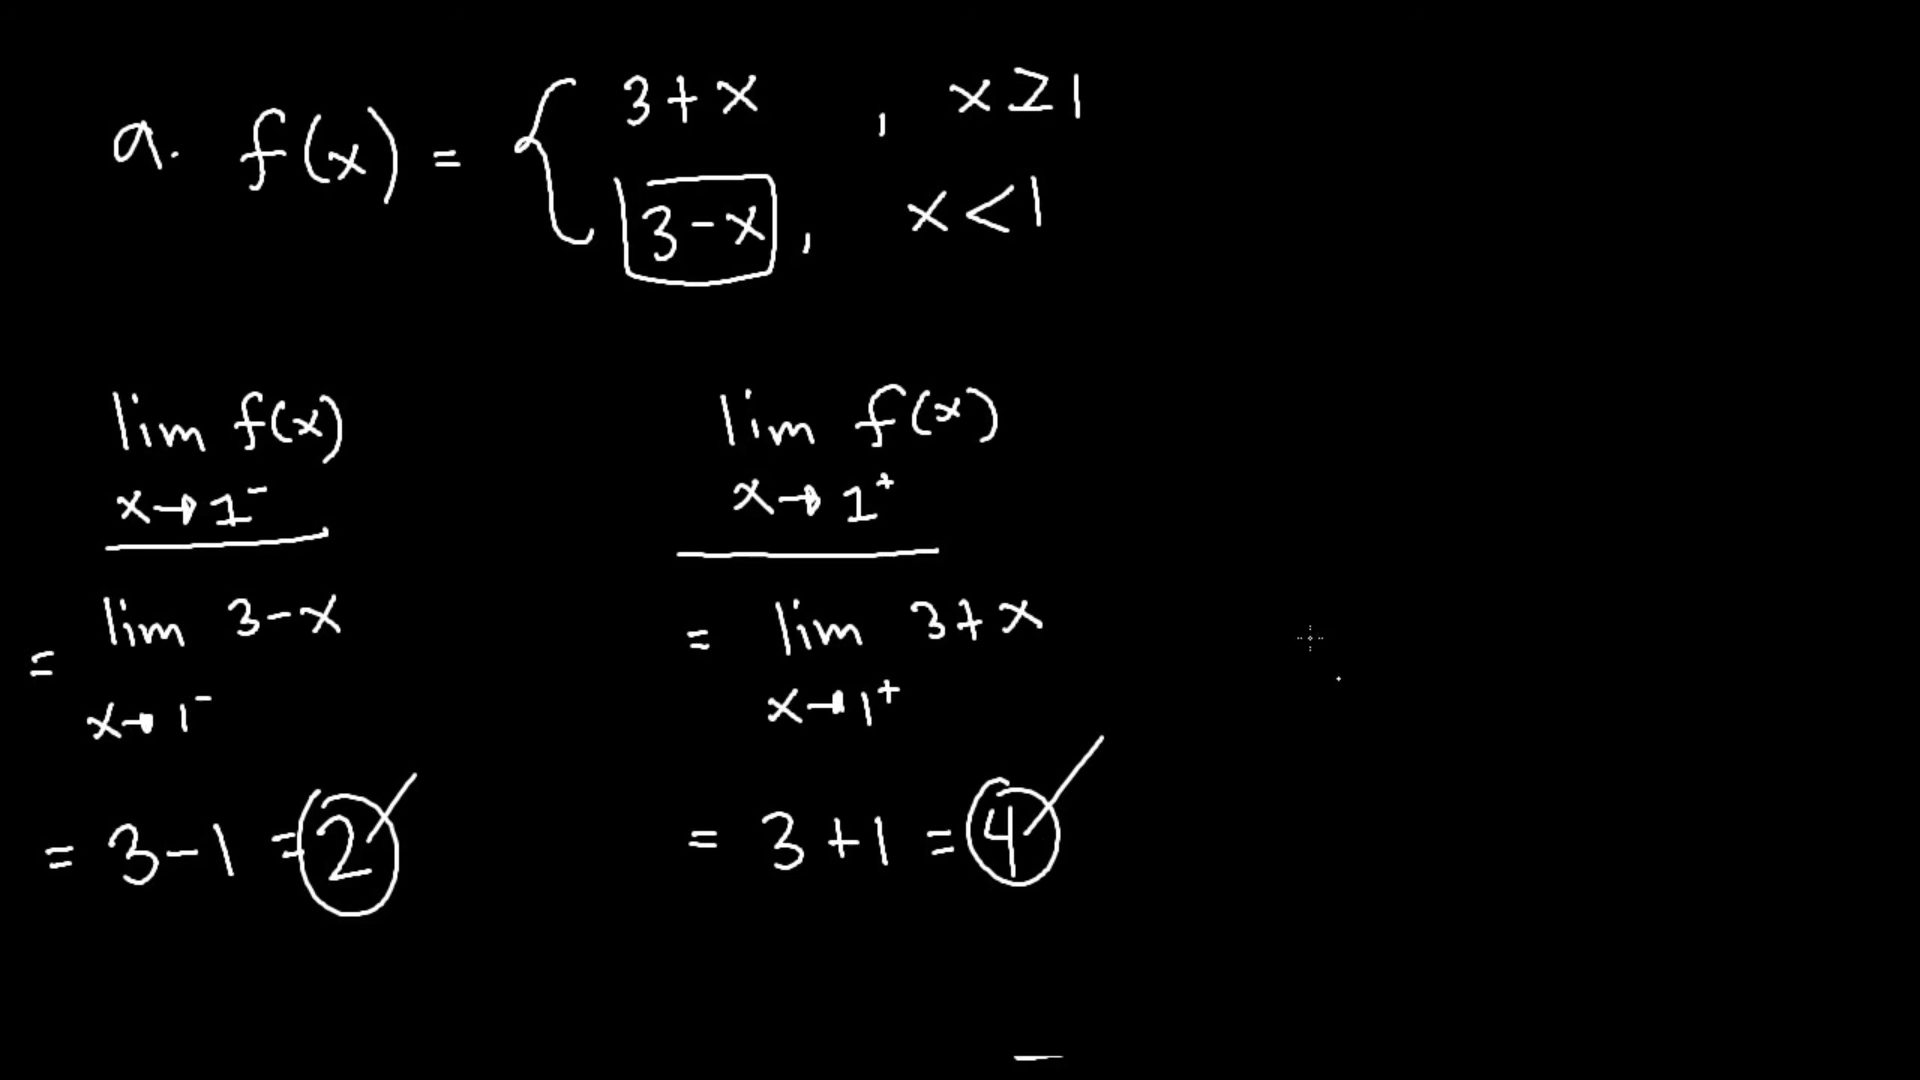 a. f(x) = { 3+x , x≥1
3-x , x<1
lim f(x)
x→1⁻
= lim 3-x
x→1⁻
= 3-1 = 2
lim f(x)
x→1⁺
= lim 3+x
x→1⁺
= 3+1 = 4